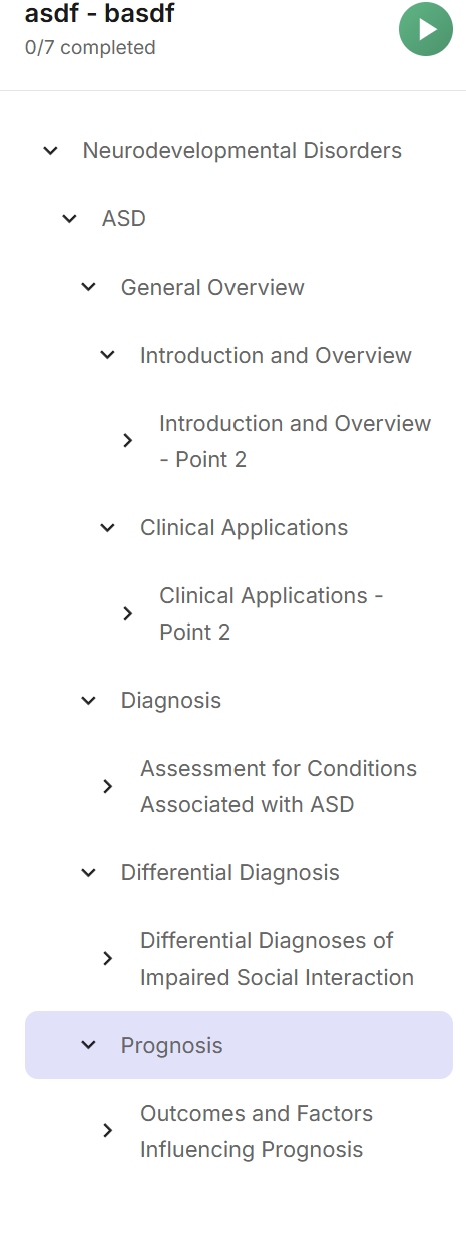 asdf - basdf
0/7 completed
Neurodevelopmental Disorders
ASD
General Overview
Introduction and Overview
Introduction and Overview
- Point 2
Clinical Applications
Clinical Applications -
Point 2
Diagnosis
Assessment for Conditions
Associated with ASD
Differential Diagnosis
Differential Diagnoses of
Impaired Social Interaction
Prognosis
Outcomes and Factors
Influencing Prognosis